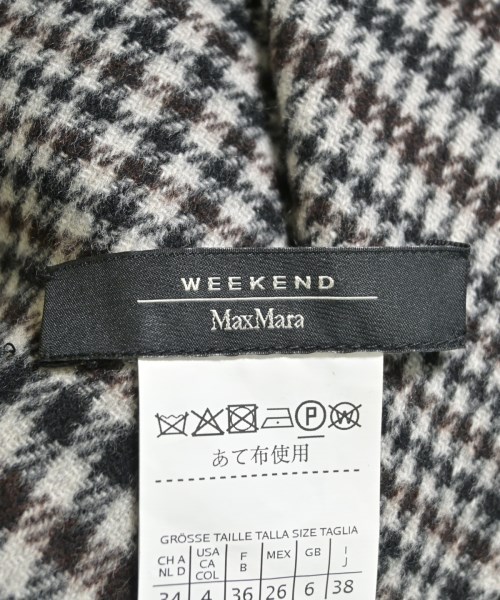 WEEKEND
MaxMara
P W
あて布使用
GRÖSSE TAILLE TALLA SIZE TAGLIA
CH A USA F MEX GB I
NL D CA B J
COL
34 4 36 26 6 38